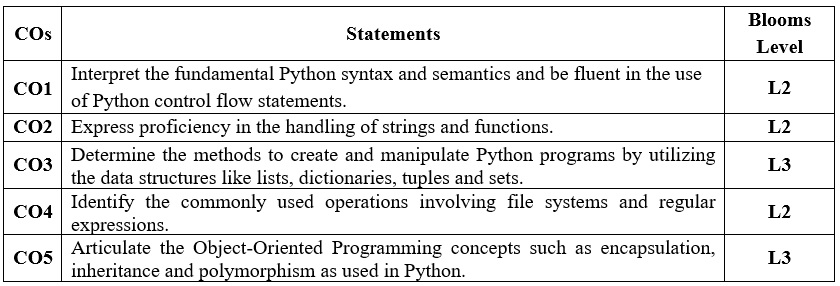 COs Statements Blooms Level
CO1 Interpret the fundamental Python syntax and semantics and be fluent in the use
of Python control flow statements. L2
CO2 Express proficiency in the handling of strings and functions. L2
CO3 Determine the methods to create and manipulate Python programs by utilizing
the data structures like lists, dictionaries, tuples and sets. L3
CO4 Identify the commonly used operations involving file systems and regular
expressions. L2
CO5 Articulate the Object-Oriented Programming concepts such as encapsulation,
inheritance and polymorphism as used in Python. L3